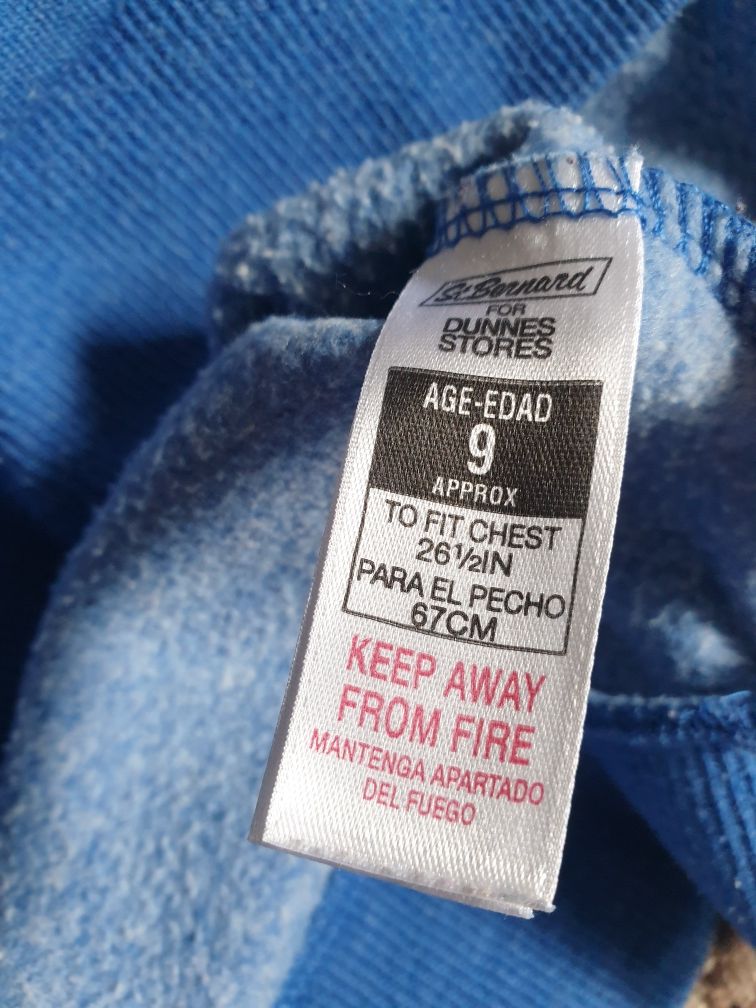 St Bernard
FOR
DUNNES
STORES
AGE-EDAD
9
APPROX
TO FIT CHEST
26½IN
PARA EL PECHO
67CM
KEEP AWAY
FROM FIRE
MANTENGA APARTADO
DEL FUEGO